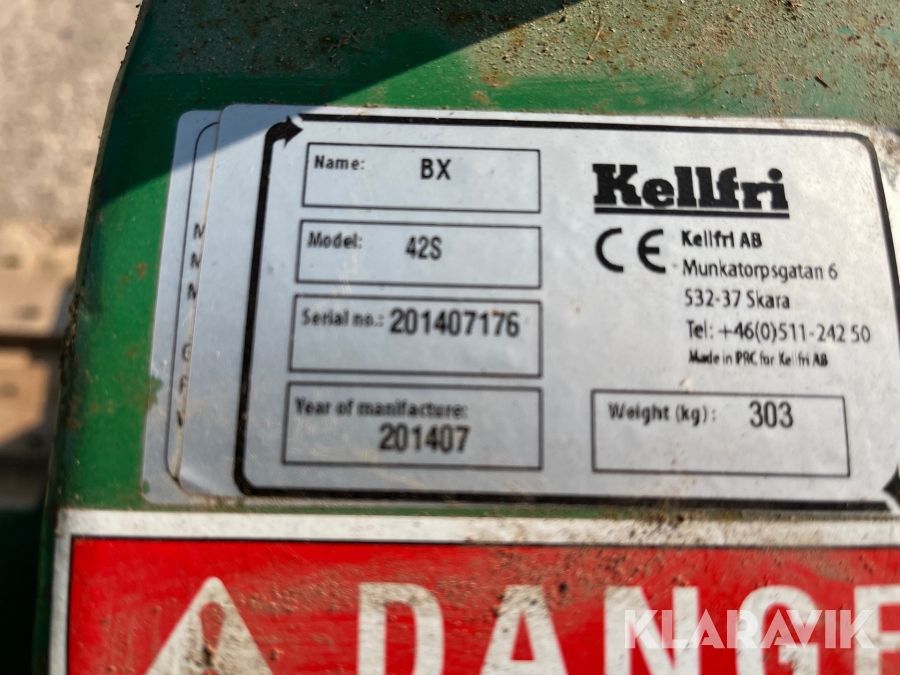 Name: BX
Model: 42S
Serial no.: 201407176
Year of manifacture:
201407
Kellfri
CE
Kellfri AB
Munkatorpsgatan 6
532-37 Skara
Tel: +46(0)511-242 50
Made in PRC for Kellfri AB
Weight (kg): 303
M
M
M
G
F
V
DANGE
KLARAVIK